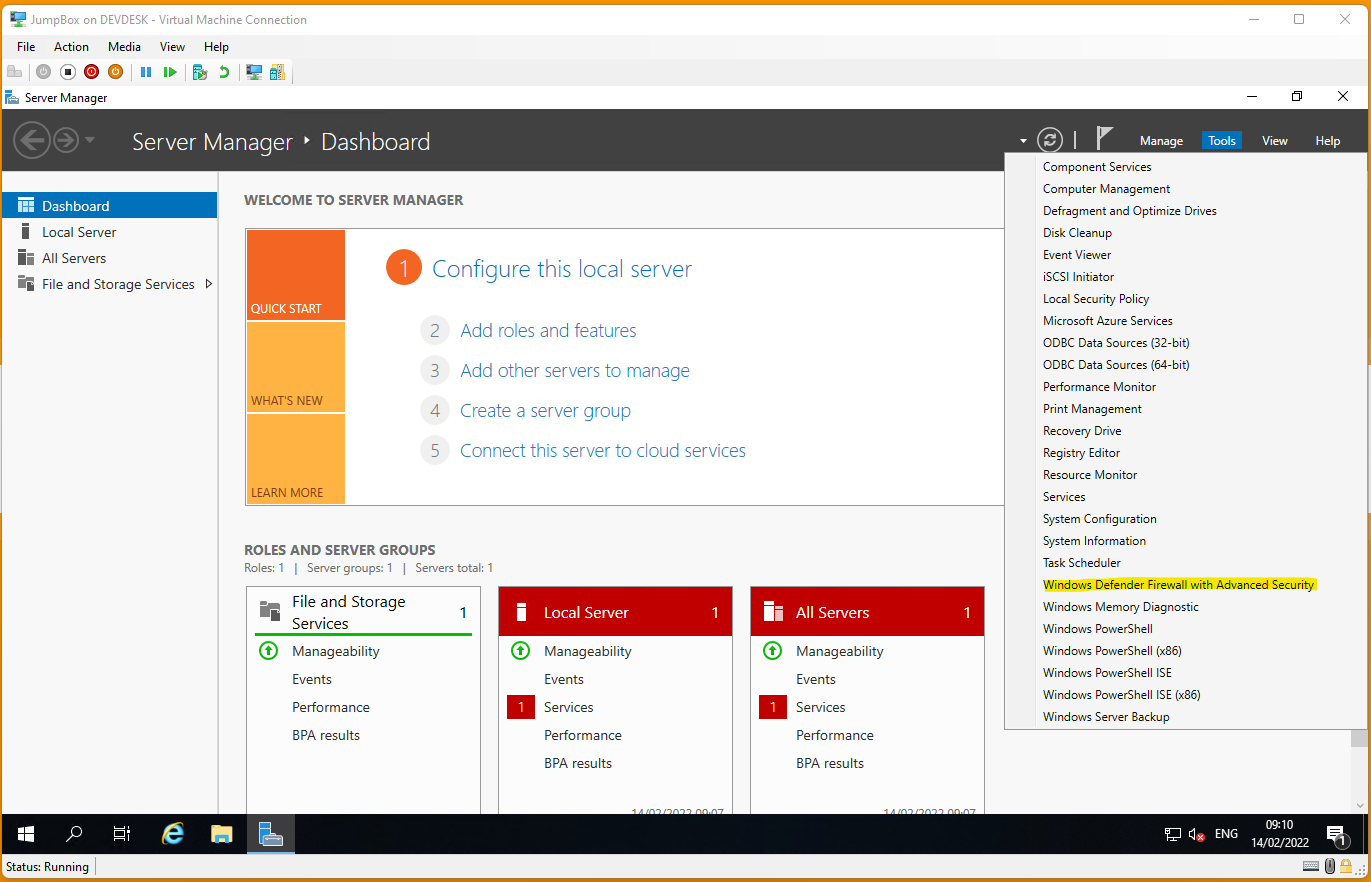 JumpBox on DEVDESK - Virtual Machine Connection
File Action Media View Help
Server Manager
Server Manager Dashboard
Manage Tools View Help
Dashboard
Local Server
All Servers
File and Storage Services
WELCOME TO SERVER MANAGER
QUICK START
WHAT'S NEW
LEARN MORE
1 Configure this local server
2 Add roles and features
3 Add other servers to manage
4 Create a server group
5 Connect this server to cloud services
ROLES AND SERVER GROUPS
Roles: 1 | Server groups: 1 | Servers total: 1
File and Storage
Services
1
Manageability
Events
Performance
BPA results
Local Server 1
Manageability
Events
1 Services
Performance
BPA results
14/02/2022 09:07
All Servers 1
Manageability
Events
1 Services
Performance
BPA results
14/02/2022 09:07
Component Services
Computer Management
Defragment and Optimize Drives
Disk Cleanup
Event Viewer
iSCSI Initiator
Local Security Policy
Microsoft Azure Services
ODBC Data Sources (32-bit)
ODBC Data Sources (64-bit)
Performance Monitor
Print Management
Recovery Drive
Registry Editor
Resource Monitor
Services
System Configuration
System Information
Task Scheduler
Windows Defender Firewall with Advanced Security
Windows Memory Diagnostic
Windows PowerShell
Windows PowerShell (x86)
Windows PowerShell ISE
Windows PowerShell ISE (x86)
Windows Server Backup
ENG
09:10
14/02/2022
1
Status: Running